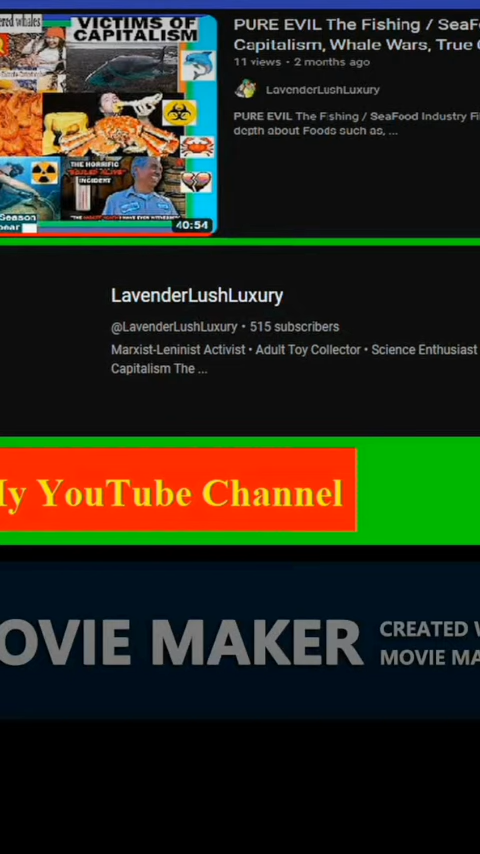 ered whales
VICTIMS OF
CAPITALISM
THE HORRIFIC
INCIDENT
Season
40:54
PURE EVIL The Fishing / SeaF
Capitalism, Whale Wars, True
11 views • 2 months ago
LavenderLushLuxury
PURE EVIL The Fishing / SeaFood Industry Fi
depth about Foods such as, ...
LavenderLushLuxury
@LavenderLushLuxury • 515 subscribers
Marxist-Leninist Activist • Adult Toy Collector • Science Enthusiast
Capitalism The ...
My YouTube Channel
OVIE MAKER
CREATED W
MOVIE MA